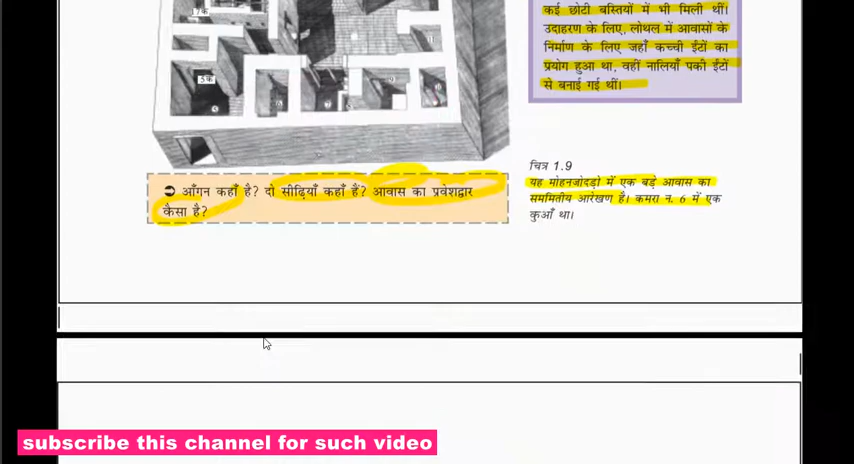 17क
5क
कई छोटी बस्तियों में भी मिली थीं।
उदाहरण के लिए, लोथल में आवासों के
निर्माण के लिए जहाँ कच्ची ईंटों का
प्रयोग हुआ था, वहीं नालियाँ पकी ईंटों
से बनाई गई थीं।
चित्र 1.9
यह मोहनजोदड़ो में एक बड़े आवास का
सममितीय आरेखण है। कमरा न. 6 में एक
कुआँ था।
➲ आँगन कहाँ है? दो सीढ़ियाँ कहाँ हैं? आवास का प्रवेशद्वार
कैसा है?
subscribe this channel for such video